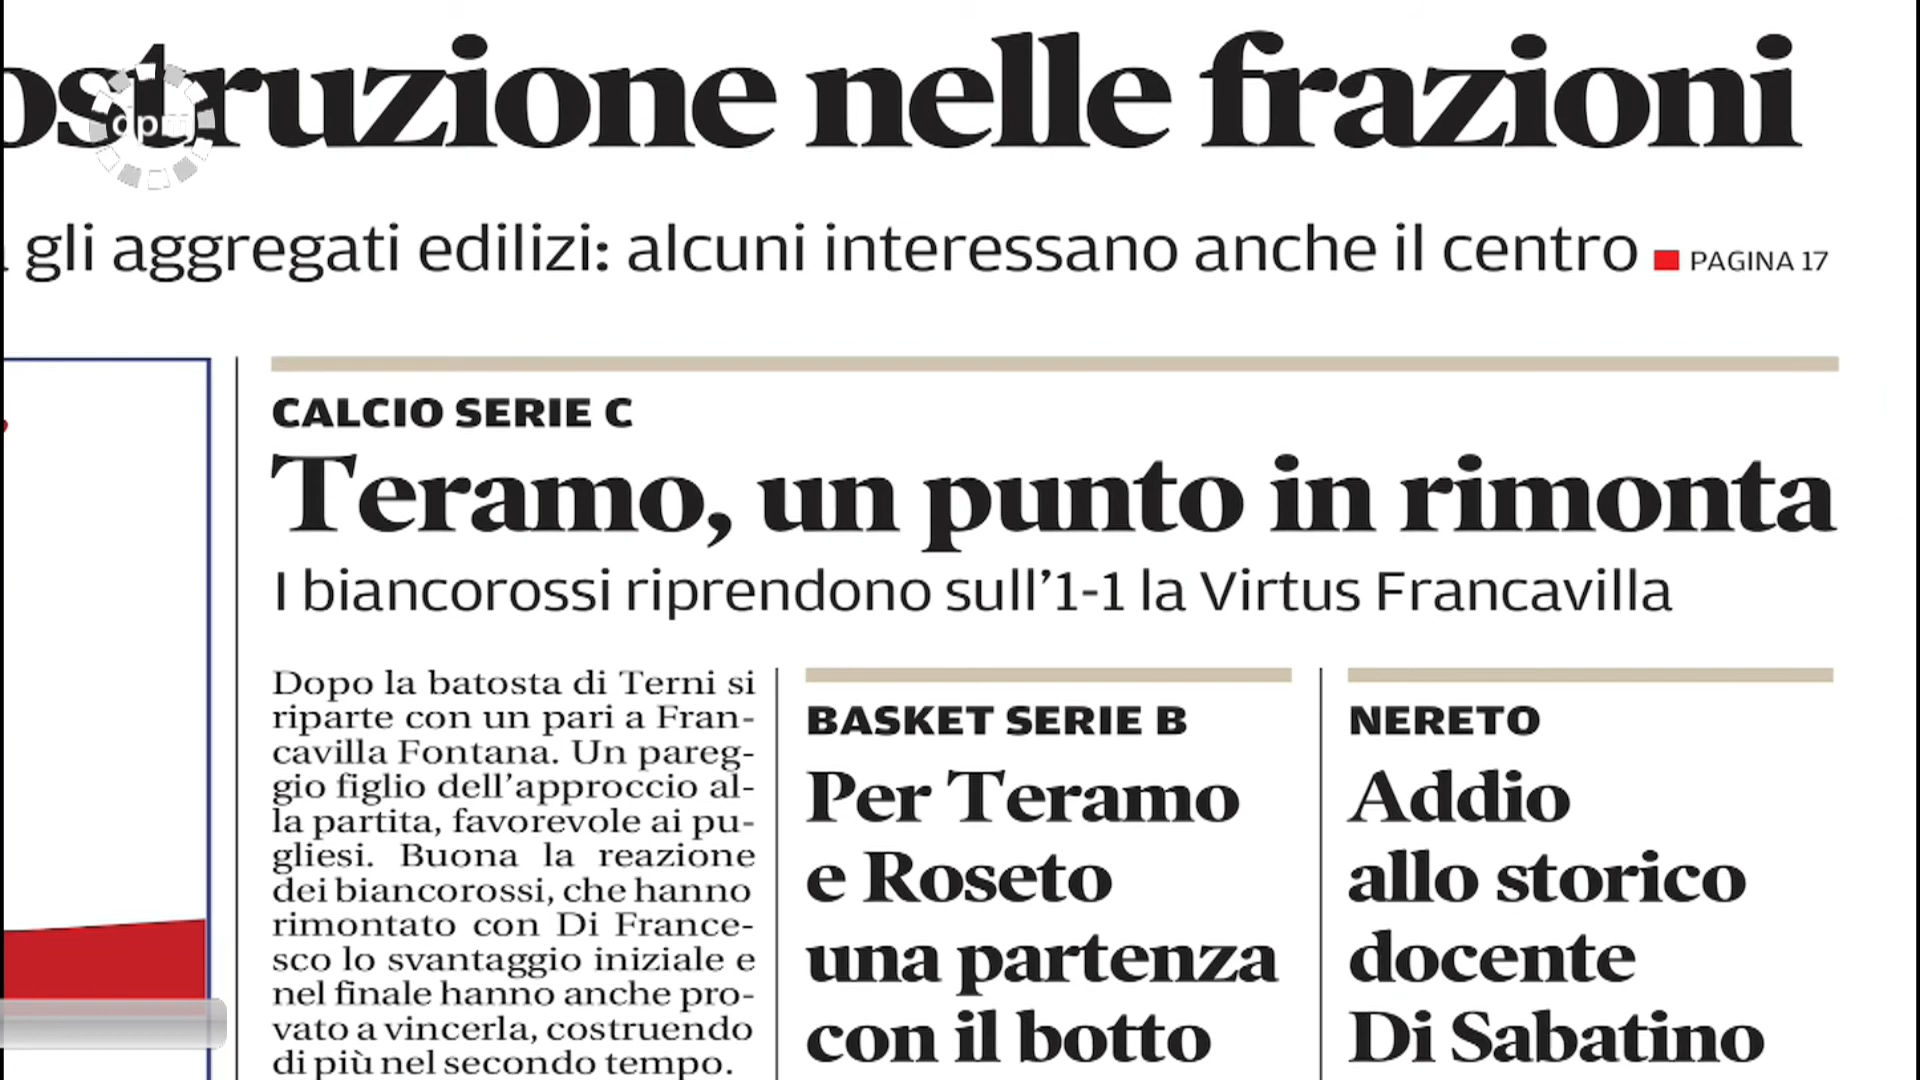 ostruzione nelle frazioni
gli aggregati edilizi: alcuni interessano anche il centro PAGINA 17
CALCIO SERIE C
Teramo, un punto in rimonta
I biancorossi riprendono sull'1-1 la Virtus Francavilla
Dopo la batosta di Terni si
riparte con un pari a Fran-
cavilla Fontana. Un pareg-
gio figlio dell'approccio al-
la partita, favorevole ai pu-
gliesi. Buona la reazione
dei biancorossi, che hanno
rimontato con Di France-
sco lo svantaggio iniziale e
nel finale hanno anche pro-
vato a vincerla, costruendo
di più nel secondo tempo.
BASKET SERIE B
Per Teramo
e Roseto
una partenza
con il botto
NERETO
Addio
allo storico
docente
Di Sabatino